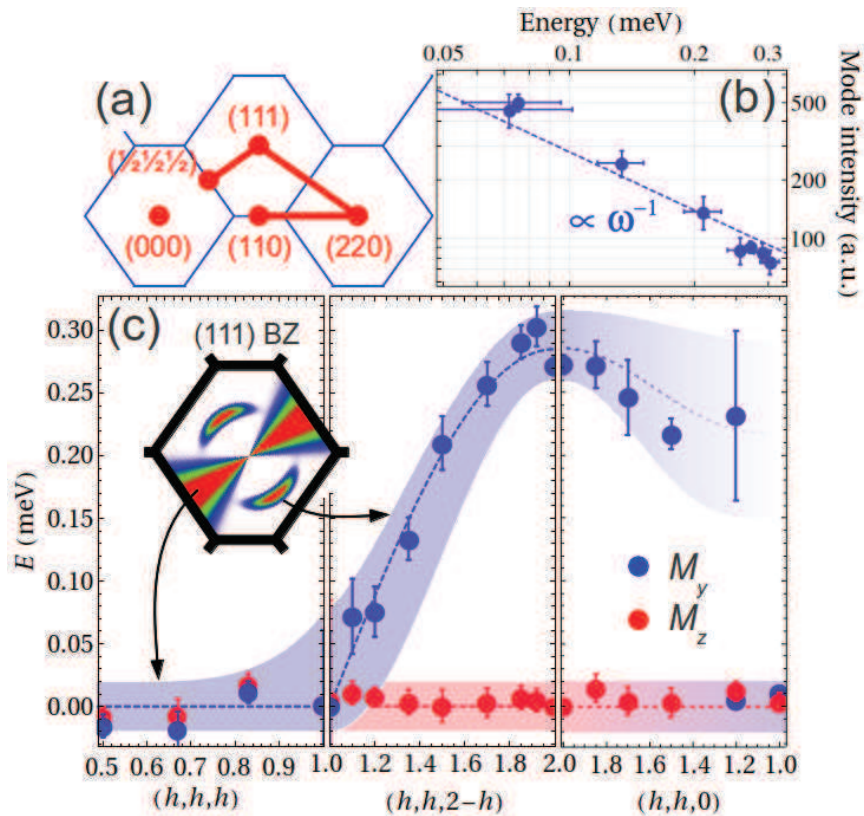 (a)
(111)
(½½½)
(000)
(110)
(220)
Energy (meV)
0.05
0.1
0.2
0.3
(b)
∝ ω⁻¹
500
200
100
Mode intensity (a.u.)
(c)
(111) BZ
E (meV)
0.30
0.25
0.20
0.15
0.10
0.05
0.00
M_y
M_z
0.5 0.6 0.7 0.8 0.9 1.0 1.2 1.4 1.6 1.8 2.0 1.8 1.6 1.4 1.2 1.0
(h,h,h)
(h,h,2−h)
(h,h,0)